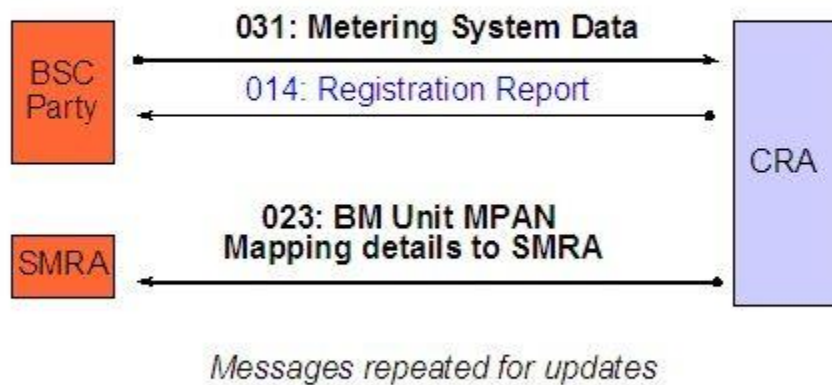 031: Metering System Data
BSC
Party
014: Registration Report
CRA
023: BM Unit MPAN
Mapping details to SMRA
SMRA
Messages repeated for updates